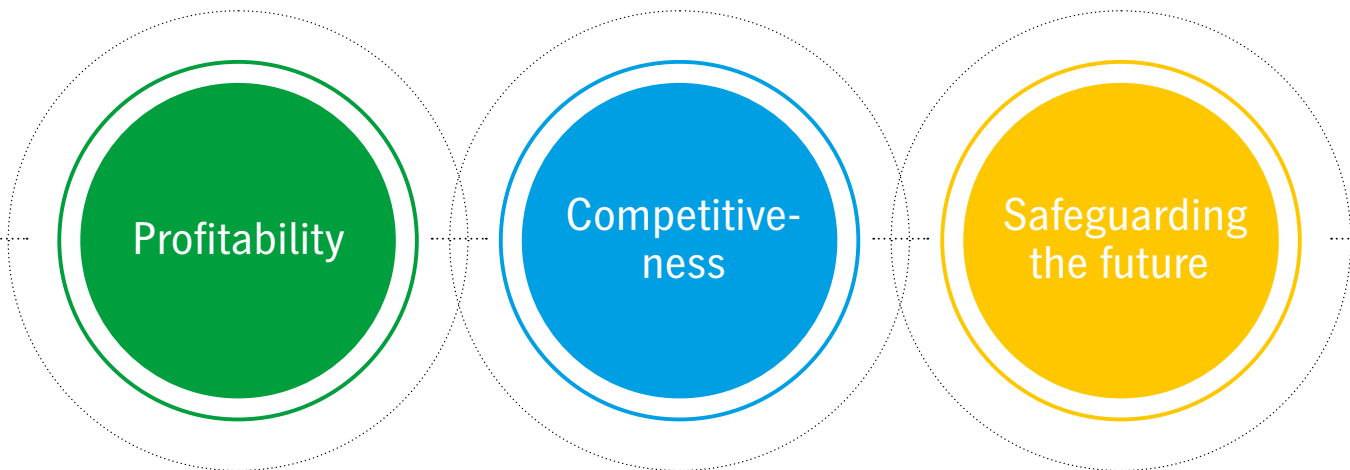 Profitability
Competitive-
ness
Safeguarding
the future